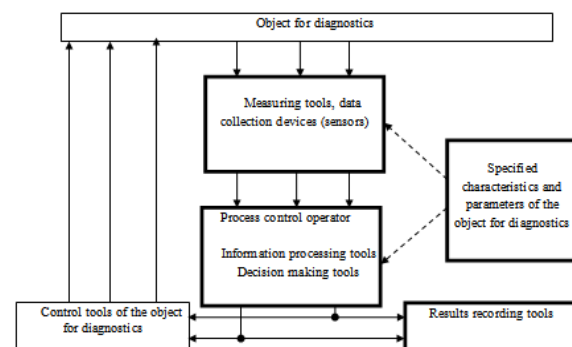 Object for diagnostics
Measuring tools, data
collection devices (sensors)
Specified
characteristics and
parameters of the
object for diagnostics
Process control operator
Information processing tools
Decision making tools
Control tools of the object
for diagnostics
Results recording tools